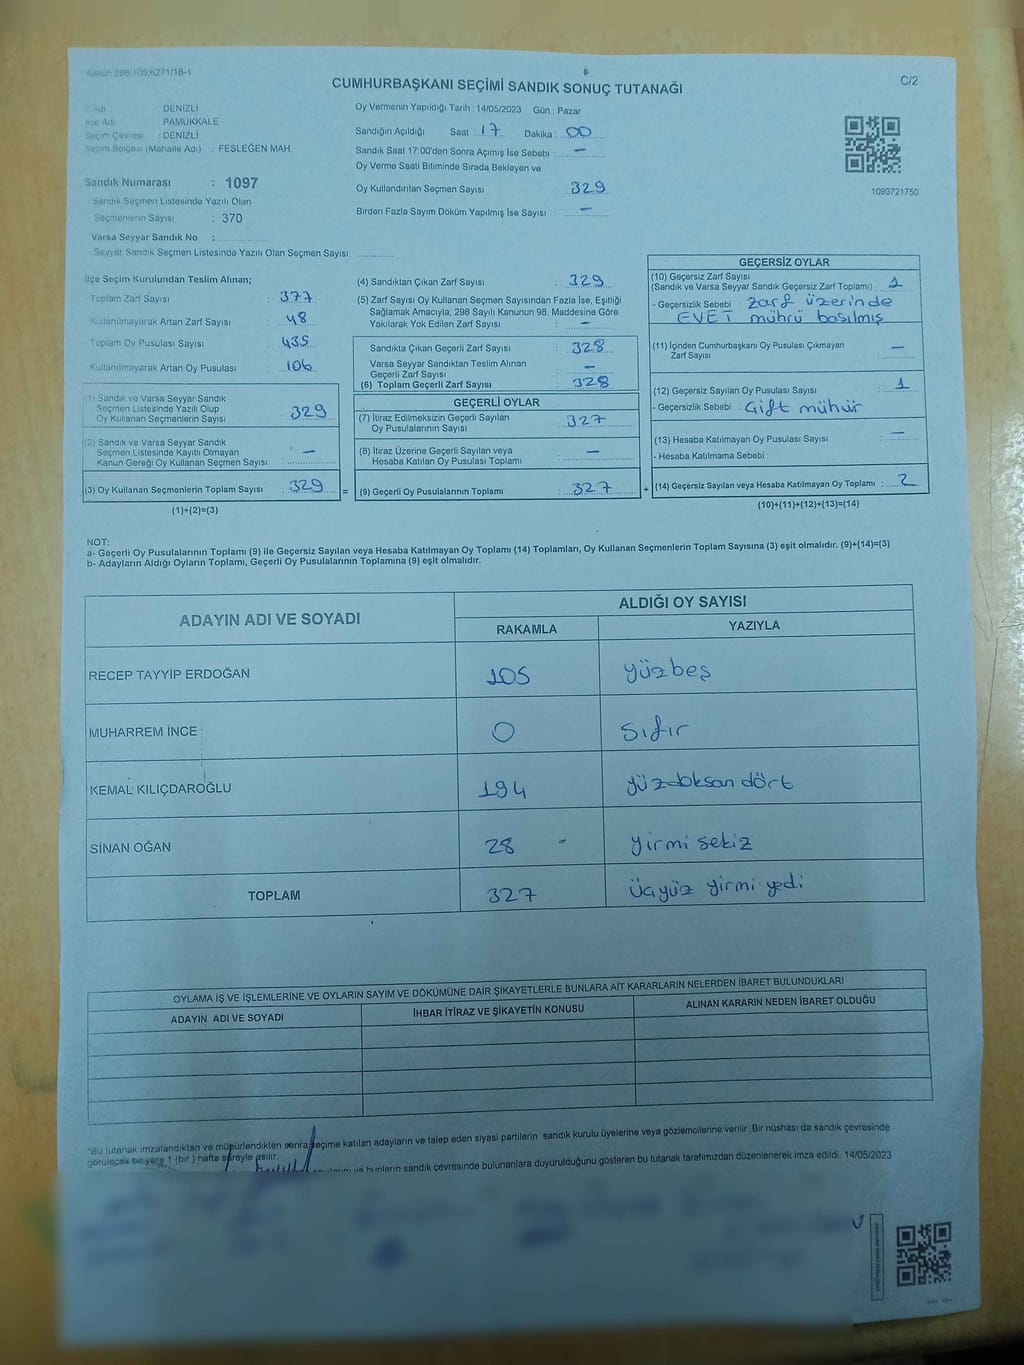 Kanun 298/105,6271/18-1
CUMHURBAŞKANI SEÇİMİ SANDIK SONUÇ TUTANAĞI
C/2
Adı DENİZLİ
İlçe Adı PAMUKKALE
Seçim Çevresi : DENİZLİ
Seçim Bölgesi (Mahalle Adı) : FESLEĞEN MAH.
Sandık Numarası : 1097
Sandık Seçmen Listesinde Yazılı Olan
Seçmenlerin Sayısı : 370
Varsa Seyyar Sandık No :
Seyyar Sandık Seçmen Listesinde Yazılı Olan Seçmen Sayısı:
Oy Vermenin Yapıldığı Tarih : 14/05/2023 Gün : Pazar
Sandığın Açıldığı Saat : 17 Dakika : 00
Sandık Saat 17:00'den Sonra Açımış İse Sebebi : —
Oy Verme Saati Bitiminde Sırada Bekleyen ve
Oy Kullandırılan Seçmen Sayısı 329
Birden Fazla Sayım Döküm Yapılmış İse Sayısı : —
1093721750
İlçe Seçim Kurulundan Teslim Alınan;
Toplam Zarf Sayısı : 377
Kullanılmayarak Artan Zarf Sayısı : 48
Toplam Oy Pusulası Sayısı : 435
Kullanılmayarak Artan Oy Pusulası : 106
(1) Sandık ve Varsa Seyyar Sandık
Seçmen Listesinde Yazılı Olup
Oy Kullanan Seçmenlerin Sayısı : 329
(2) Sandık ve Varsa Seyyar Sandık
Seçmen Listesinde Kayıtlı Olmayan
Kanun Gereği Oy Kullanan Seçmen Sayısı : —
(3) Oy Kullanan Seçmenlerin Toplam Sayısı : 329 =
(1)+(2)=(3)
(4) Sandıktan Çıkan Zarf Sayısı : 329
(5) Zarf Sayısı Oy Kullanan Seçmen Sayısından Fazla İse, Eşitliği
Sağlamak Amacıyla; 298 Sayılı Kanunun 98. Maddesine Göre
Yakılarak Yok Edilen Zarf Sayısı : —
Sandıkta Çıkan Geçerli Zarf Sayısı : 328
Varsa Seyyar Sandıktan Teslim Alınan
Geçerli Zarf Sayısı : —
(6) Toplam Geçerli Zarf Sayısı : 328
GEÇERLİ OYLAR
(7) İtiraz Edilmeksizin Geçerli Sayılan
Oy Pusulalarının Sayısı : 327
(8) İtiraz Üzerine Geçerli Sayılan veya
Hesaba Katılan Oy Pusulası Toplamı : —
(9) Geçerli Oy Pusulalarının Toplamı : 327 +
GEÇERSİZ OYLAR
(10) Geçersiz Zarf Sayısı
(Sandık ve Varsa Seyyar Sandık Geçersiz Zarf Toplamı) : 1
- Geçersizlik Sebebi : Zarf üzerinde
EVET mührü basılmış
(11) İçinden Cumhurbaşkanı Oy Pusulası Çıkmayan
Zarf Sayısı : —
(12) Geçersiz Sayılan Oy Pusulası Sayısı : 1
- Geçersizlik Sebebi : Çift mühür
(13) Hesaba Katılmayan Oy Pusulası Sayısı : —
- Hesaba Katılmama Sebebi :
(14) Geçersiz Sayılan veya Hesaba Katılmayan Oy Toplamı : 2
(10)+(11)+(12)+(13)=(14)
NOT:
a- Geçerli Oy Pusulalarının Toplamı (9) ile Geçersiz Sayılan veya Hesaba Katılmayan Oy Toplamı (14) Toplamları, Oy Kullanan Seçmenlerin Toplam Sayısına (3) eşit olmalıdır. (9)+(14)=(3)
b- Adayların Aldığı Oyların Toplamı, Geçerli Oy Pusulalarının Toplamına (9) eşit olmalıdır.
ADAYIN ADI VE SOYADI ALDIĞI OY SAYISI
RAKAMLA YAZIYLA
RECEP TAYYİP ERDOĞAN 105 yüzbeş
MUHARREM İNCE 0 Sıfır
KEMAL KILIÇDAROĞLU 194 yüzdoksan dört
SİNAN OĞAN 28 yirmi sekiz
TOPLAM 327 Üçyüz yirmi yedi
OYLAMA İŞ VE İŞLEMLERİNE VE OYLARIN SAYIM VE DÖKÜMÜNE DAİR ŞİKAYETLERLE BUNLARA AİT KARARLARIN NELERDEN İBARET BULUNDUKLARI
ADAYIN ADI VE SOYADI İHBAR İTİRAZ VE ŞİKAYETİN KONUSU ALINAN KARARIN NEDEN İBARET OLDUĞU
*Bu tutanak imzalandıktan ve mühürlendikten sonra seçime katılan adayların ve talep eden siyasi partilerin sandık kurulu üyelerine veya gözlemcilerine verilir .Bir nüshası da sandık çevresinde
görülecek bir yere 1 (bir ) hafta süreyle asılır.
ve bunların sandık çevresinde bulunanlara duyurulduğunu gösteren bu tutanak tarafımızdan düzenlenerek imza edildi. 14/05/2023